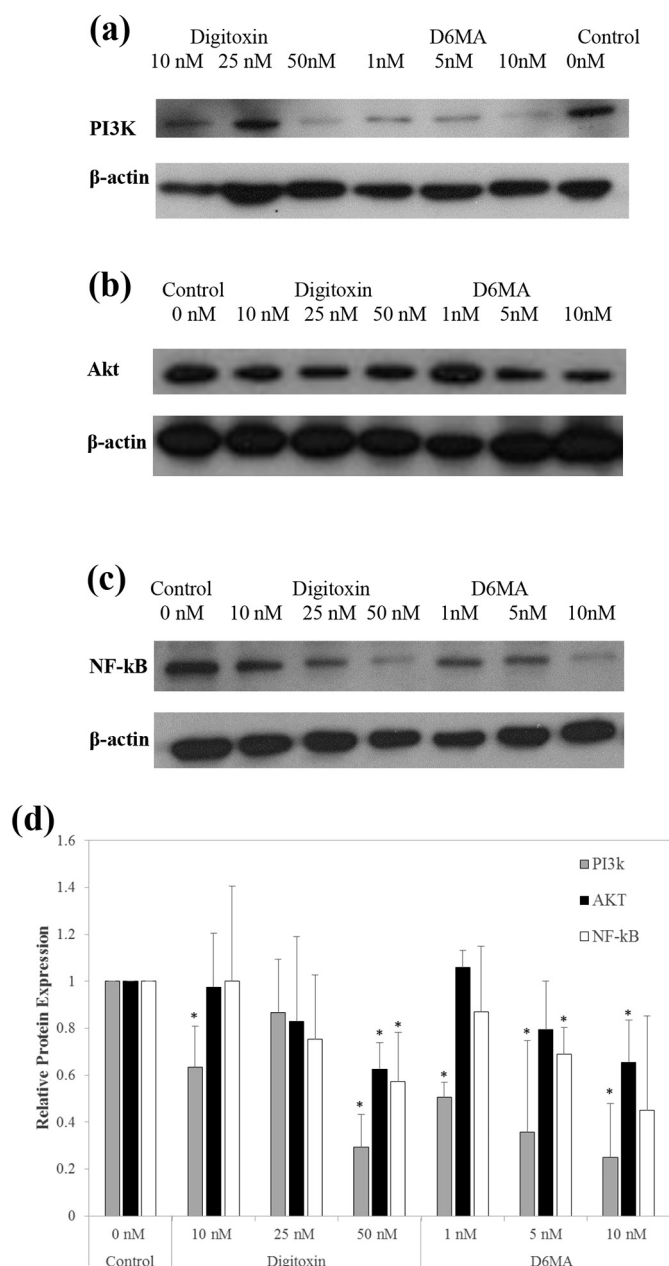 (a)
Digitoxin D6MA Control
10 nM 25 nM 50nM 1nM 5nM 10nM 0nM
PI3K
β-actin
(b)
Control Digitoxin D6MA
0 nM 10 nM 25 nM 50 nM 1nM 5nM 10nM
Akt
β-actin
(c)
Control Digitoxin D6MA
0 nM 10 nM 25 nM 50 nM 1nM 5nM 10nM
NF-kB
β-actin
(d)
Relative Protein Expression
1.6
1.4
1.2
1
0.8
0.6
0.4
0.2
0
PI3k
AKT
NF-kB
* * * * * * * * *
0 nM 10 nM 25 nM 50 nM 1 nM 5 nM 10 nM
Control Digitoxin D6MA